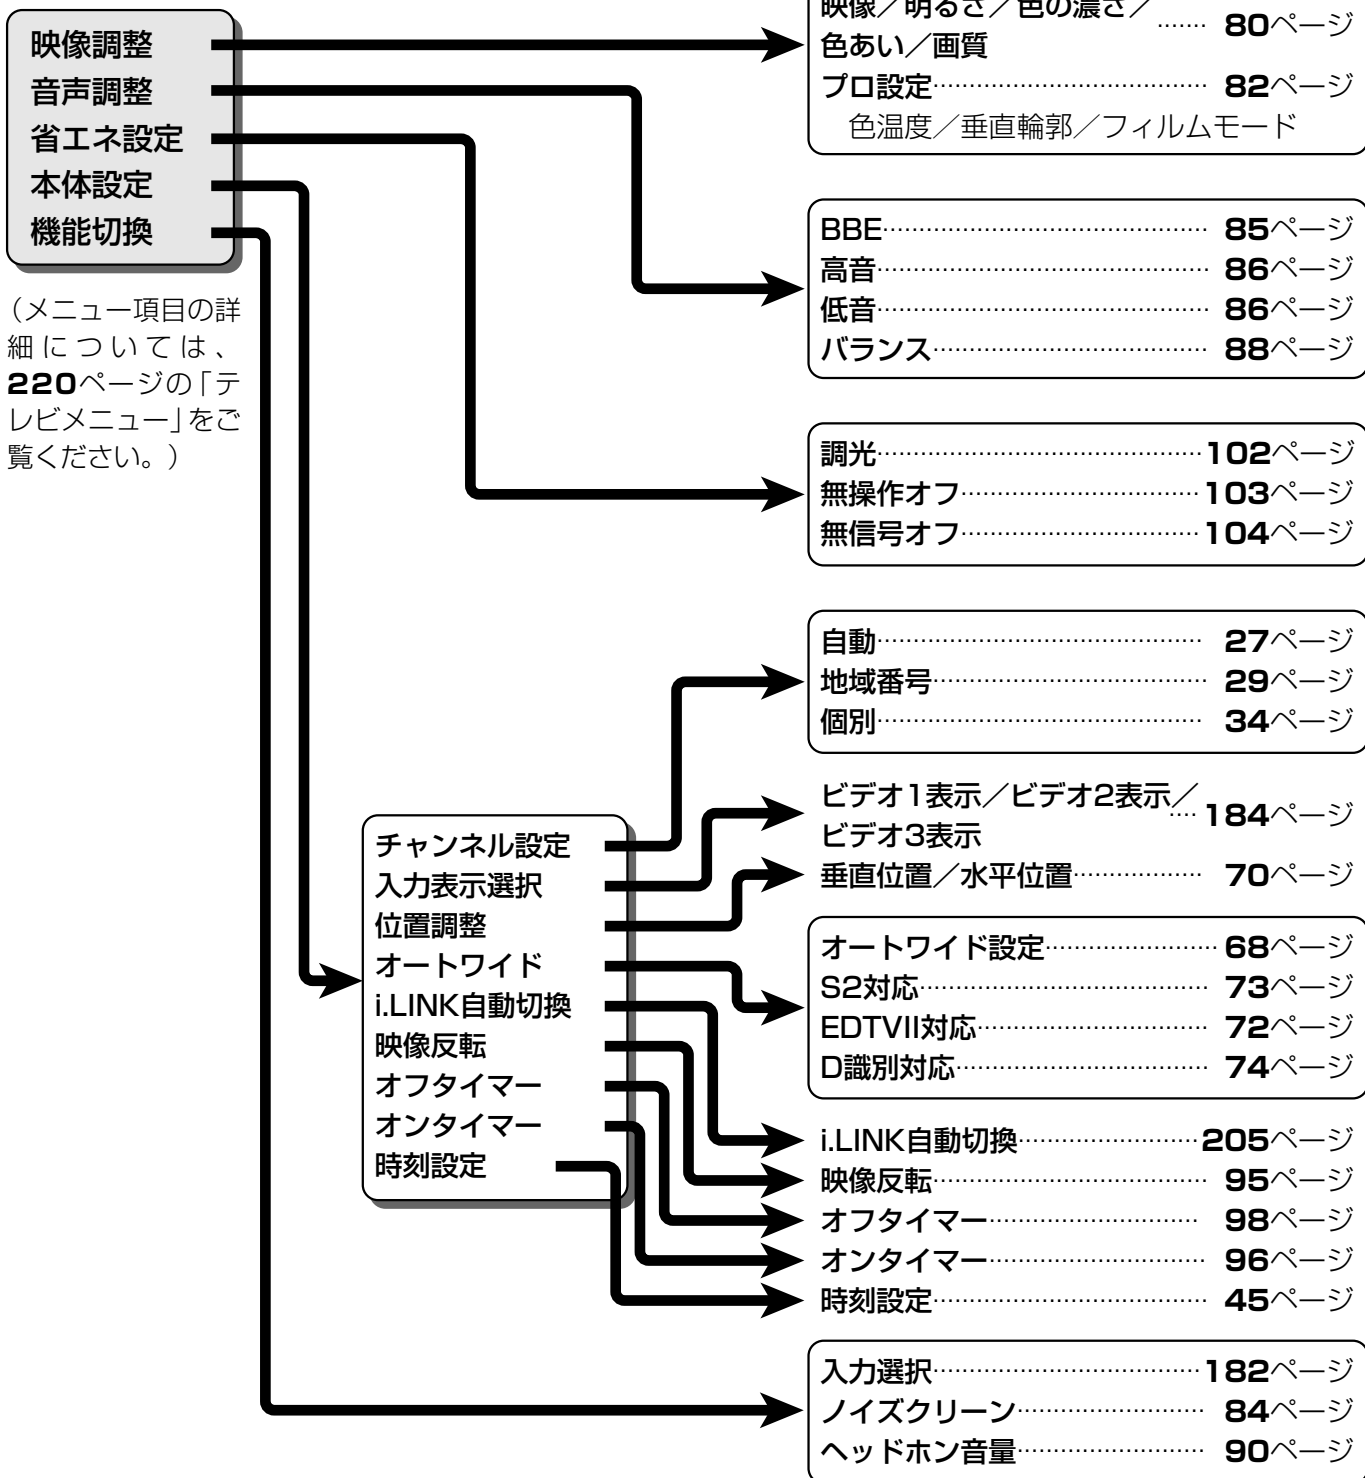 映像調整
音声調整
省エネ設定
本体設定
機能切換
（メニュー項目の詳
細については、
220ページの「テ
レビメニュー」をご
覧ください。）
映像／明るさ／色の濃さ／
色あい／画質 ……… 80ページ
プロ設定……………………………… 82ページ
色温度／垂直輪郭／フィルムモード
BBE…………………………………… 85ページ
高音…………………………………… 86ページ
低音…………………………………… 86ページ
バランス……………………………… 88ページ
調光……………………………………102ページ
無操作オフ……………………………103ページ
無信号オフ……………………………104ページ
自動…………………………………… 27ページ
地域番号……………………………… 29ページ
個別…………………………………… 34ページ
チャンネル設定
入力表示選択
位置調整
オートワイド
i.LINK自動切換
映像反転
オフタイマー
オンタイマー
時刻設定
ビデオ1表示／ビデオ2表示／
ビデオ3表示 ‥‥184ページ
垂直位置／水平位置……………… 70ページ
オートワイド設定………………… 68ページ
S2対応……………………………… 73ページ
EDTVII対応………………………… 72ページ
D識別対応…………………………… 74ページ
i.LINK自動切換……………………205ページ
映像反転……………………………… 95ページ
オフタイマー………………………… 98ページ
オンタイマー………………………… 96ページ
時刻設定……………………………… 45ページ
入力選択………………………………182ページ
ノイズクリーン……………………… 84ページ
ヘッドホン音量……………………… 90ページ